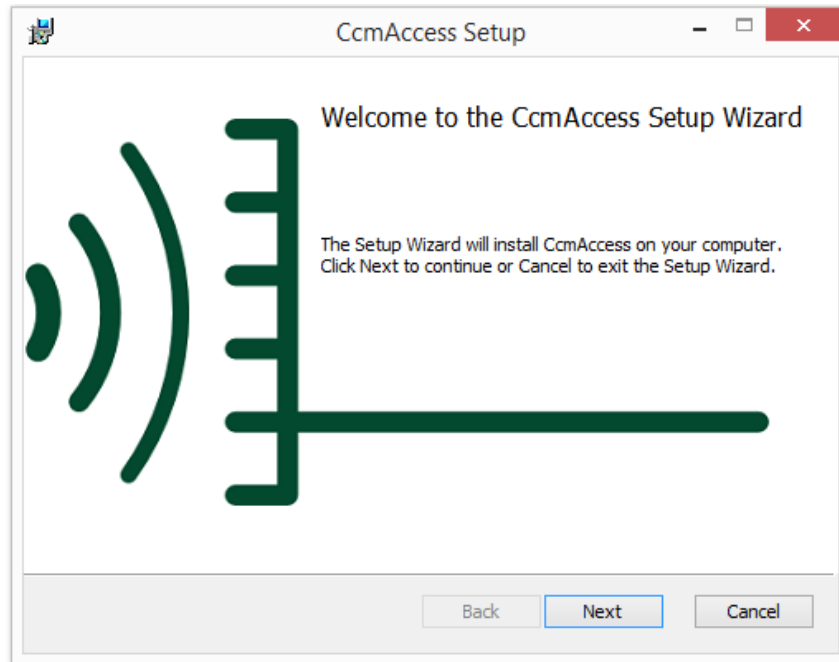 CcmAccess Setup
Welcome to the CcmAccess Setup Wizard
The Setup Wizard will install CcmAccess on your computer.
Click Next to continue or Cancel to exit the Setup Wizard.
Back Next Cancel